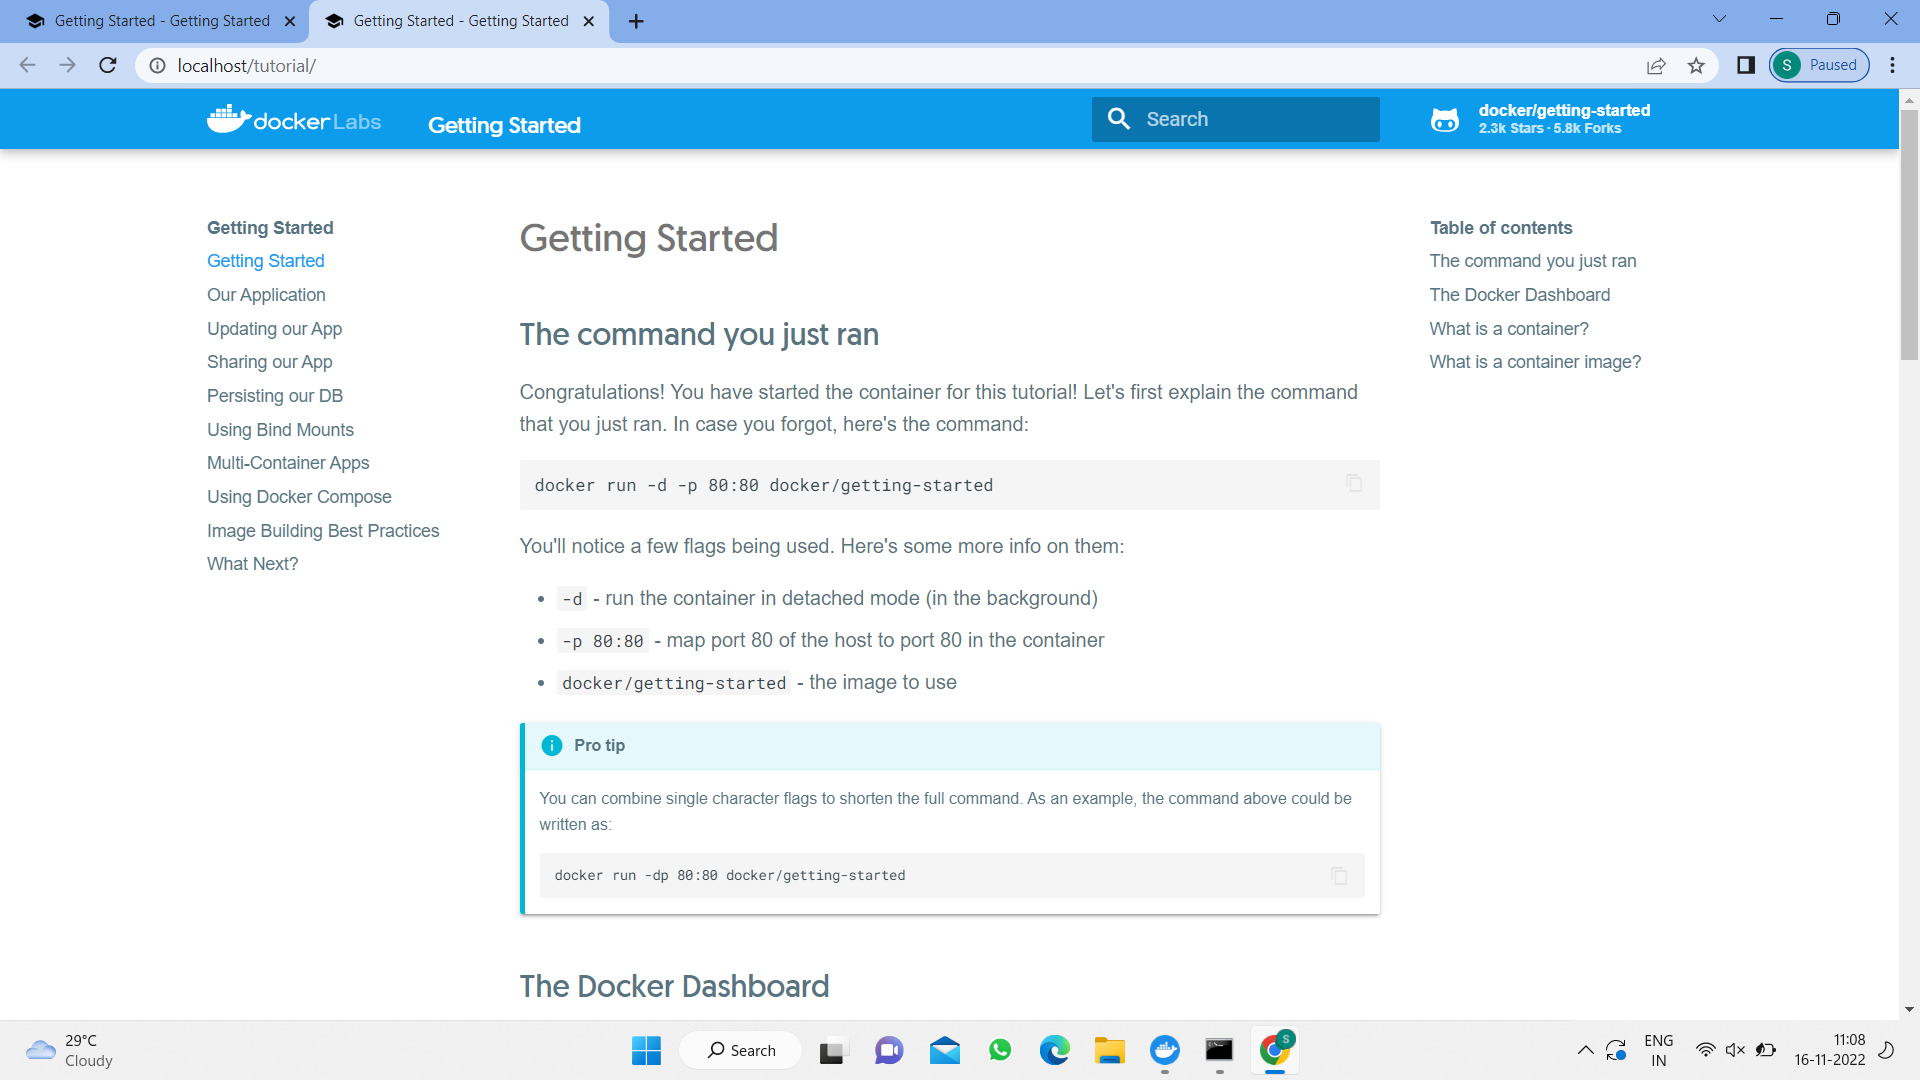 Getting Started - Getting Started
Getting Started - Getting Started
localhost/tutorial/
S Paused
docker Labs
Getting Started
Search
docker/getting-started
2.3k Stars · 5.8k Forks
Getting Started
Getting Started
Our Application
Updating our App
Sharing our App
Persisting our DB
Using Bind Mounts
Multi-Container Apps
Using Docker Compose
Image Building Best Practices
What Next?
Getting Started
The command you just ran
Congratulations! You have started the container for this tutorial! Let's first explain the command
that you just ran. In case you forgot, here's the command:
docker run -d -p 80:80 docker/getting-started
You'll notice a few flags being used. Here's some more info on them:
-d - run the container in detached mode (in the background)
-p 80:80 - map port 80 of the host to port 80 in the container
docker/getting-started - the image to use
Pro tip
You can combine single character flags to shorten the full command. As an example, the command above could be
written as:
docker run -dp 80:80 docker/getting-started
The Docker Dashboard
Table of contents
The command you just ran
The Docker Dashboard
What is a container?
What is a container image?
29°C
Cloudy
Search
S
ENG
IN
11:08
16-11-2022